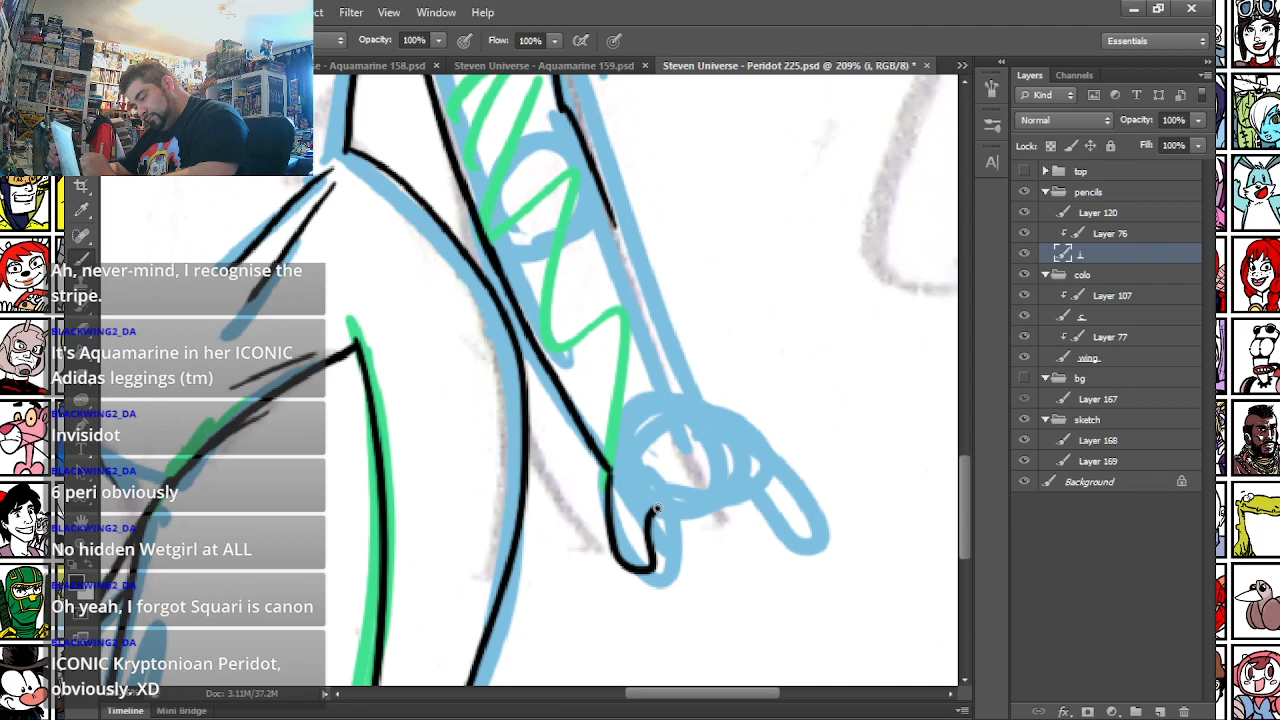 ect Filter View Window Help
Opacity: 100% Flow: 100% Essentials
e - Aquamarine 158.psd × Steven Universe - Aquamarine 159.psd × Steven Universe - Peridot 225.psd @ 209% (i, RGB/8) * ×
Layers Channels
Kind
Normal Opacity: 100%
Lock: Fill: 100%
top
pencils
Layer 120
Layer 76
i
colo
Layer 107
c
Layer 77
wing
bg
Layer 167
sketch
Layer 168
Layer 169
Background
Ah, never-mind, I recognise the
stripe.
BLACKWING2_DA
It's Aquamarine in her ICONIC
Adidas leggings (tm)
BLACKWING2_DA
Invisidot
BLACKWING2_DA
6 peri obviously
BLACKWING2_DA
No hidden Wetgirl at ALL
BLACKWING2_DA
Oh yeah, I forgot Squari is canon
BLACKWING2_DA
ICONIC Kryptonioan Peridot,
obviously. XD
Doc: 3.11M/37.2M
Timeline Mini Bridge